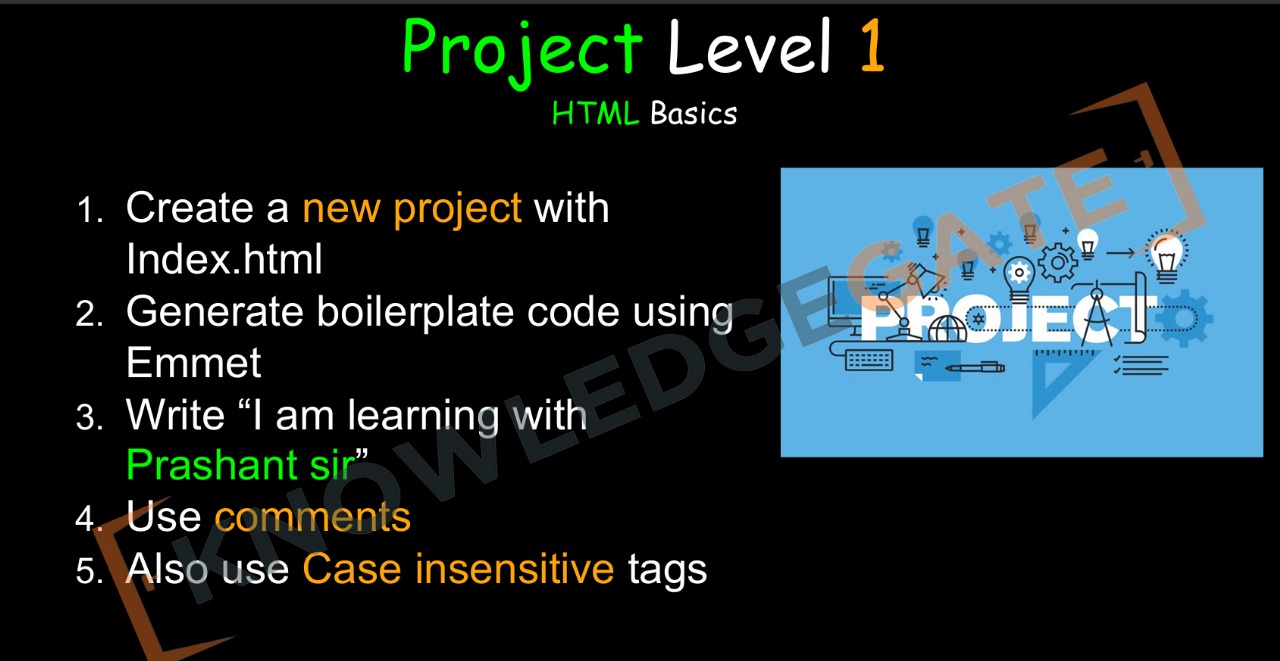 Project Level 1
HTML Basics
1. Create a new project with
Index.html
2. Generate boilerplate code using
Emmet
3. Write “I am learning with
Prashant sir”
4. Use comments
5. Also use Case insensitive tags
PROJECT
KNOWLEDGEGATE